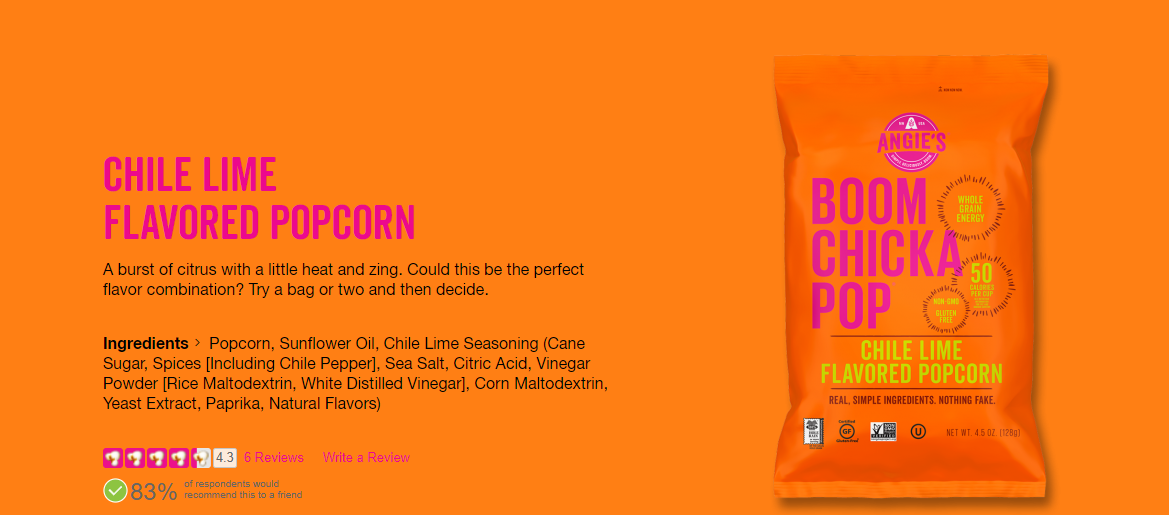 CHILE LIME
FLAVORED POPCORN
A burst of citrus with a little heat and zing. Could this be the perfect
flavor combination? Try a bag or two and then decide.
Ingredients > Popcorn, Sunflower Oil, Chile Lime Seasoning (Cane
Sugar, Spices [Including Chile Pepper], Sea Salt, Citric Acid, Vinegar
Powder [Rice Maltodextrin, White Distilled Vinegar], Corn Maltodextrin,
Yeast Extract, Paprika, Natural Flavors)
4.3 6 Reviews Write a Review
83% of respondents would
recommend this to a friend
ANGIE'S
BOOM
CHICKA
POP
WHOLE
GRAIN
ENERGY
50
CALORIES
PER CUP
NON-GMO
GLUTEN
FREE
CHILE LIME
FLAVORED POPCORN
REAL, SIMPLE INGREDIENTS. NOTHING FAKE.
Certified
GF
Gluten-Free
U
NET WT. 4.5 OZ. (128g)